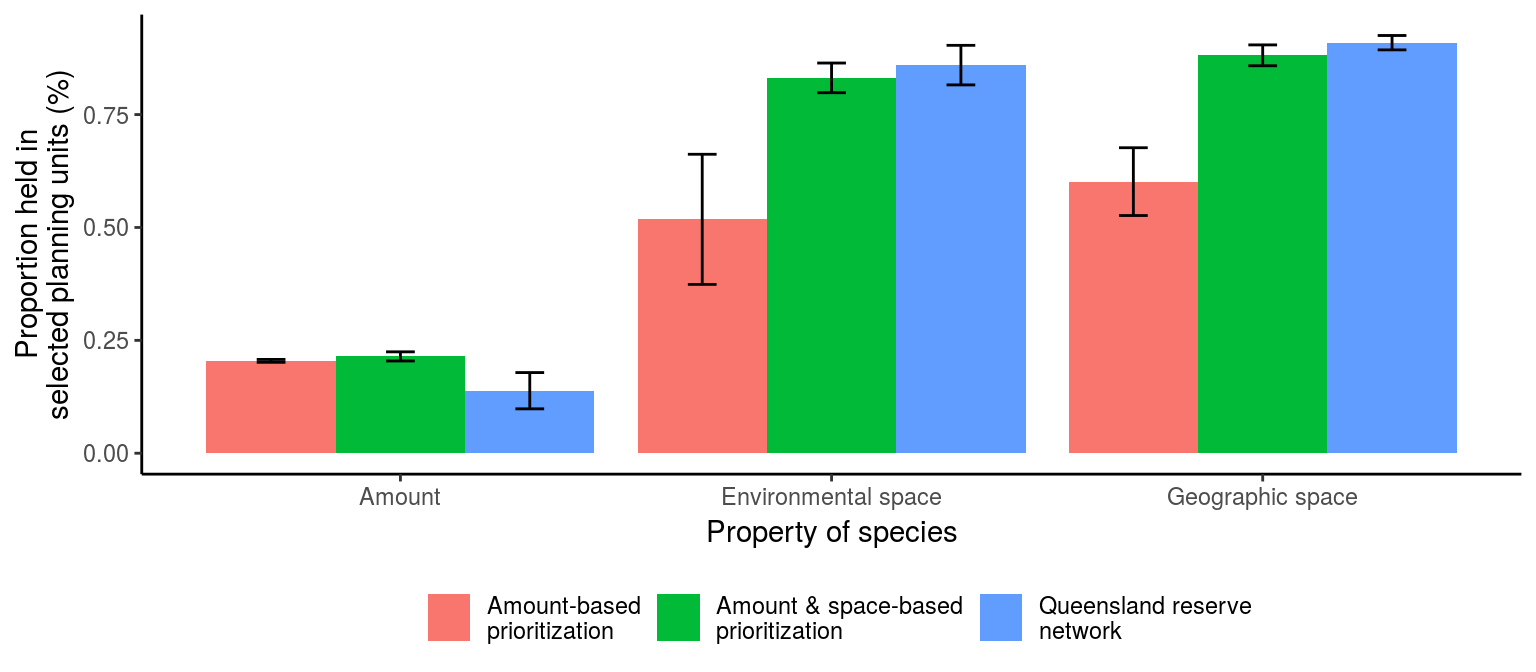 Proportion held in
selected planning units (%)
0.75
0.50
0.25
0.00
Amount
Environmental space
Geographic space
Property of species
Amount-based
prioritization
Amount & space-based
prioritization
Queensland reserve
network